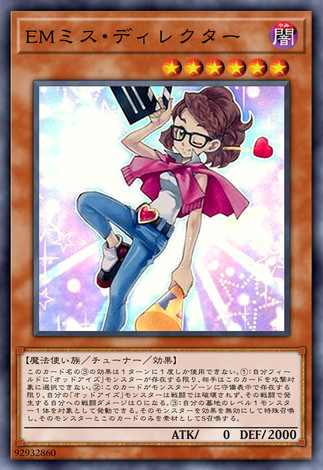 EMミス・ディレクター
やみ
闇
【魔法使い族／チューナー／効果】
このカード名の③の効果は1ターンに1度しか使用できない。①：自分フィール
ドに「オッドアイズ」モンスターが存在する限り、相手はこのカードを攻撃対
象に選択できない。②：このカードがモンスターゾーンに守備表示で存在する
限り、自分の「オッドアイズ」モンスターは戦闘では破壊されず、その戦闘で発
生する自分への戦闘ダメージは0になる。③：自分の墓地のレベル1モンスタ
ー1体を対象として発動できる。そのモンスターを効果を無効にして特殊召喚
し、そのモンスターとこのカードのみを素材としてS召喚する。
ATK/ 0 DEF/2000
92932860